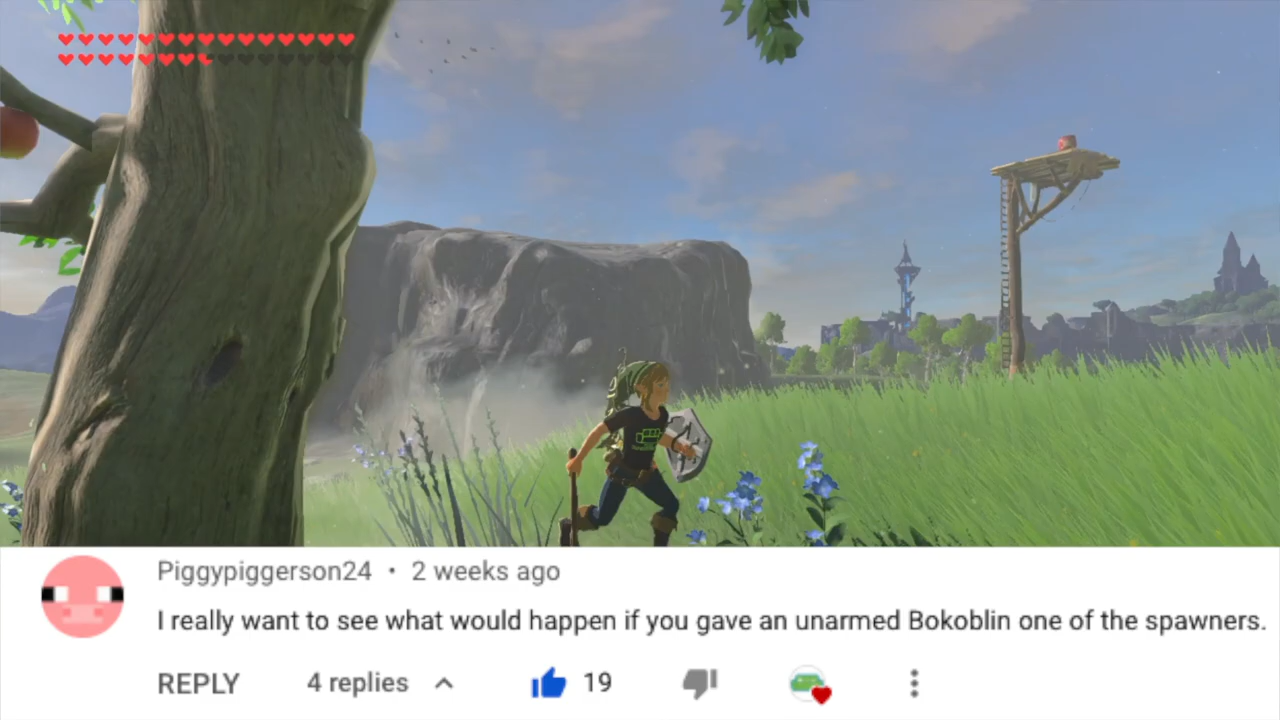 Piggypiggerson24 • 2 weeks ago
I really want to see what would happen if you gave an unarmed Bokoblin one of the spawners.
REPLY 4 replies 19